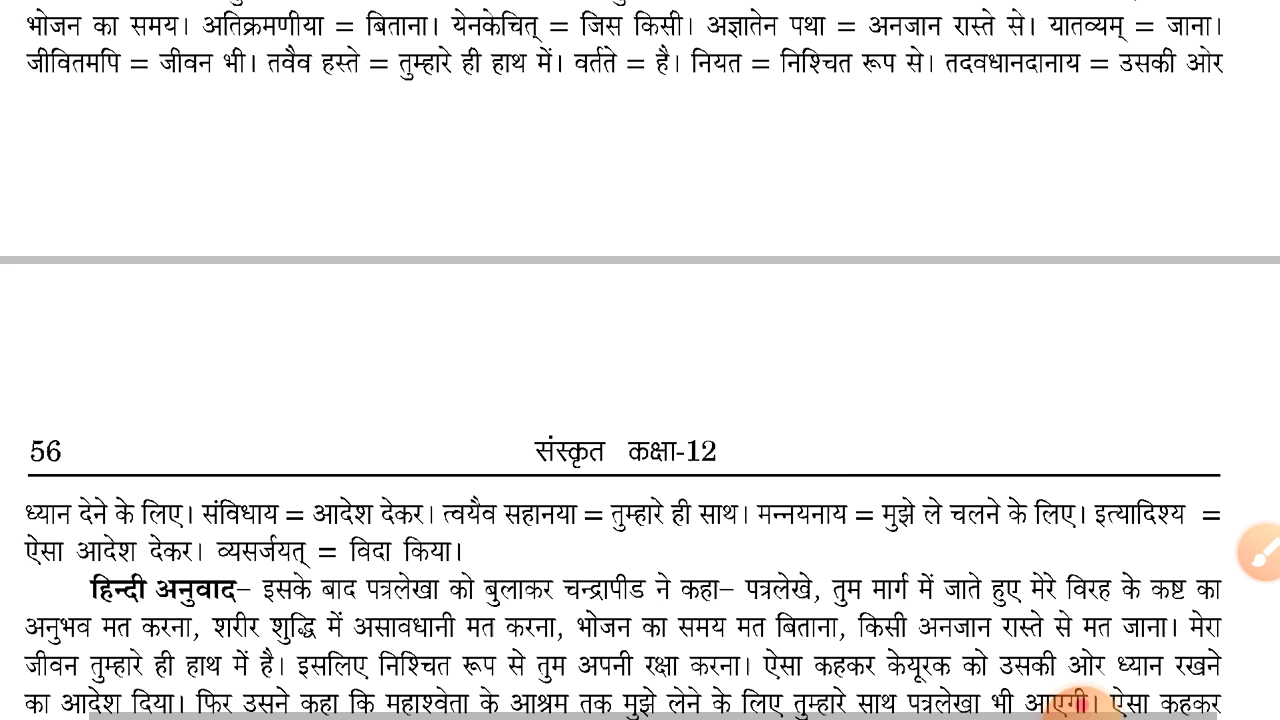 भोजन का समय। अतिक्रमणीया = बिताना। येनकेचित् = जिस किसी। अज्ञातेन पथा = अनजान रास्ते से। यातव्यम् = जाना।
जीवितमपि = जीवन भी। तवैव हस्ते = तुम्हारे ही हाथ में। वर्तते = है। नियत = निश्चित रूप से। तदवधानदानाय = उसकी ओर
56 संस्कृत कक्षा-12
ध्यान देने के लिए। संविधाय = आदेश देकर। त्वयैव सहानया = तुम्हारे ही साथ। मन्नयनाय = मुझे ले चलने के लिए। इत्यादिश्य =
ऐसा आदेश देकर। व्यसर्जयत् = विदा किया।
हिन्दी अनुवाद– इसके बाद पत्रलेखा को बुलाकर चन्द्रापीड ने कहा– पत्रलेखे, तुम मार्ग में जाते हुए मेरे विरह के कष्ट का
अनुभव मत करना, शरीर शुद्धि में असावधानी मत करना, भोजन का समय मत बिताना, किसी अनजान रास्ते से मत जाना। मेरा
जीवन तुम्हारे ही हाथ में है। इसलिए निश्चित रूप से तुम अपनी रक्षा करना। ऐसा कहकर केयूरक को उसकी ओर ध्यान रखने
का आदेश दिया। फिर उसने कहा कि महाश्वेता के आश्रम तक मुझे लेने के लिए तुम्हारे साथ पत्रलेखा भी आएगी। ऐसा कहकर